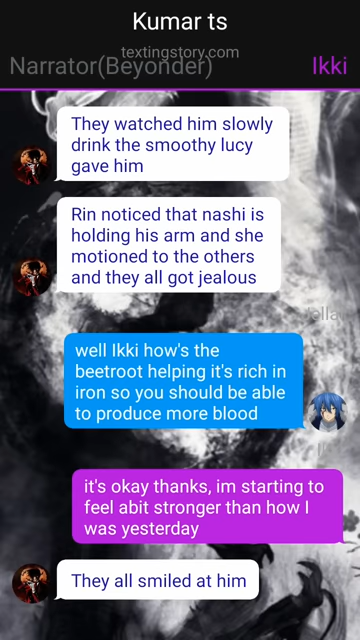 Kumar ts
textingstory.com
Narrator(Beyonder)
Ikki
They watched him slowly
drink the smoothy lucy
gave him
Rin noticed that nashi is
holding his arm and she
motioned to the others
and they all got jealous
well Ikki how's the
beetroot helping it's rich in
iron so you should be able
to produce more blood
it's okay thanks, im starting to
feel abit stronger than how I
was yesterday
They all smiled at him